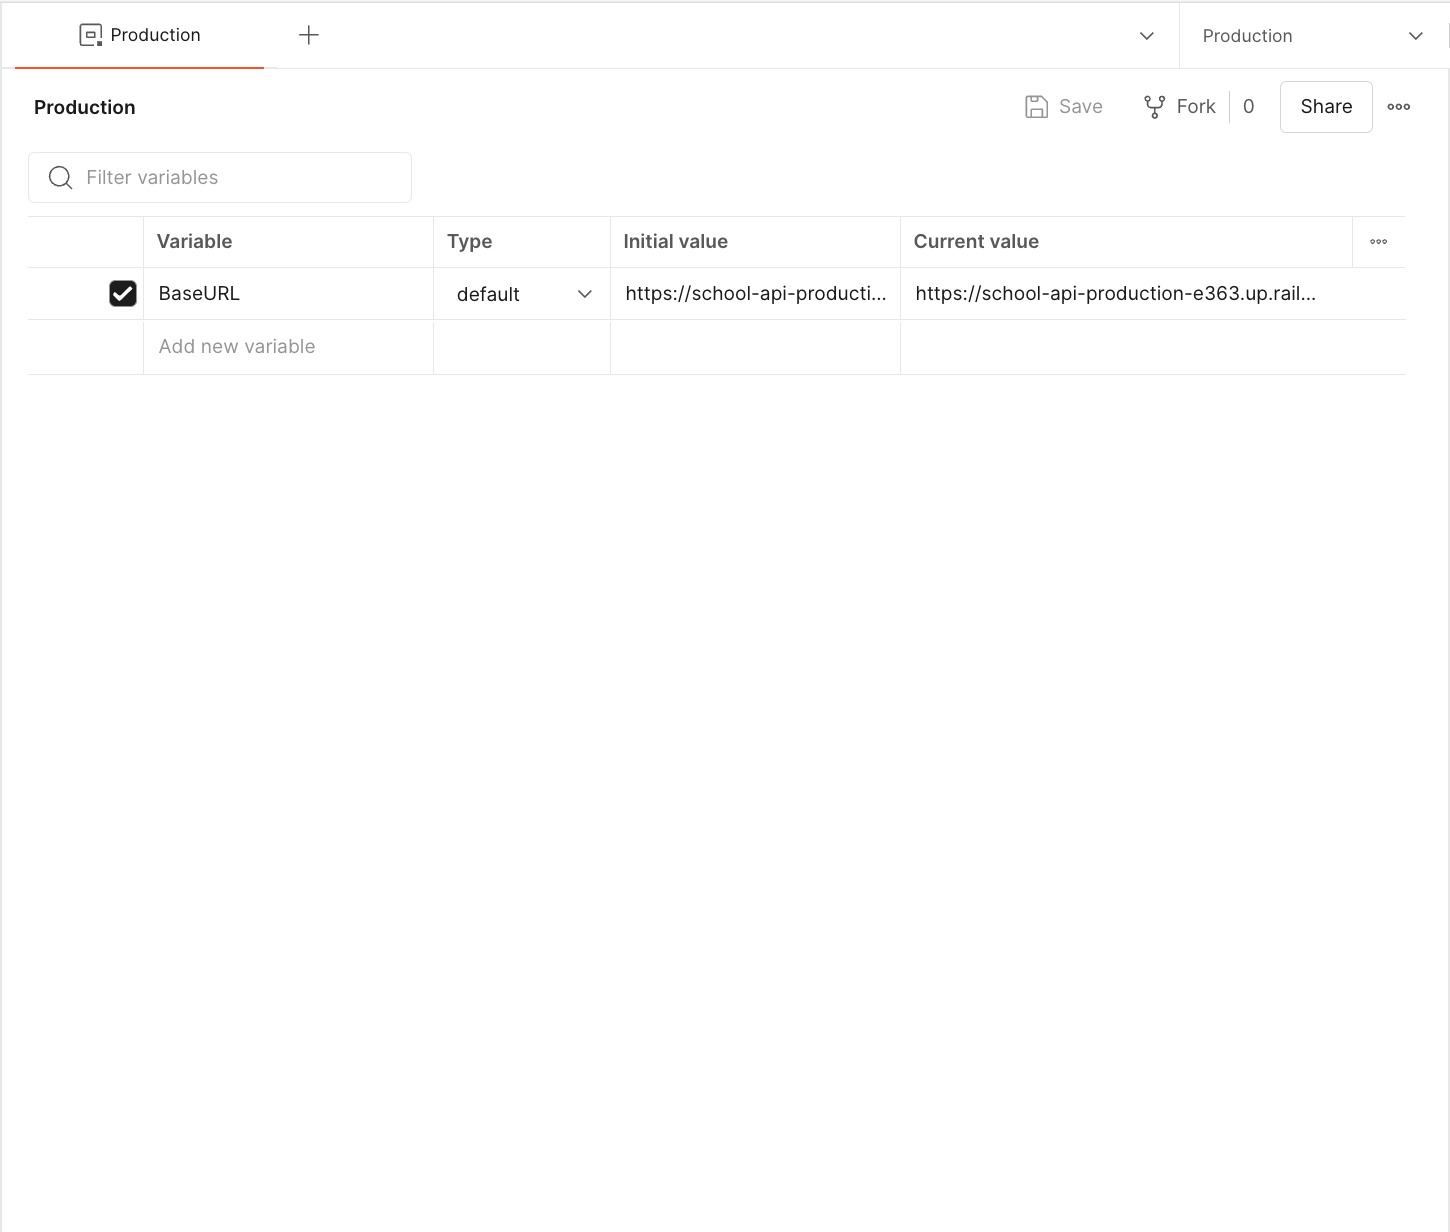 Production
Production
Production
Save
Fork
0
Share
Filter variables
Variable
Type
Initial value
Current value
BaseURL
default
https://school-api-producti...
https://school-api-production-e363.up.rail...
Add new variable